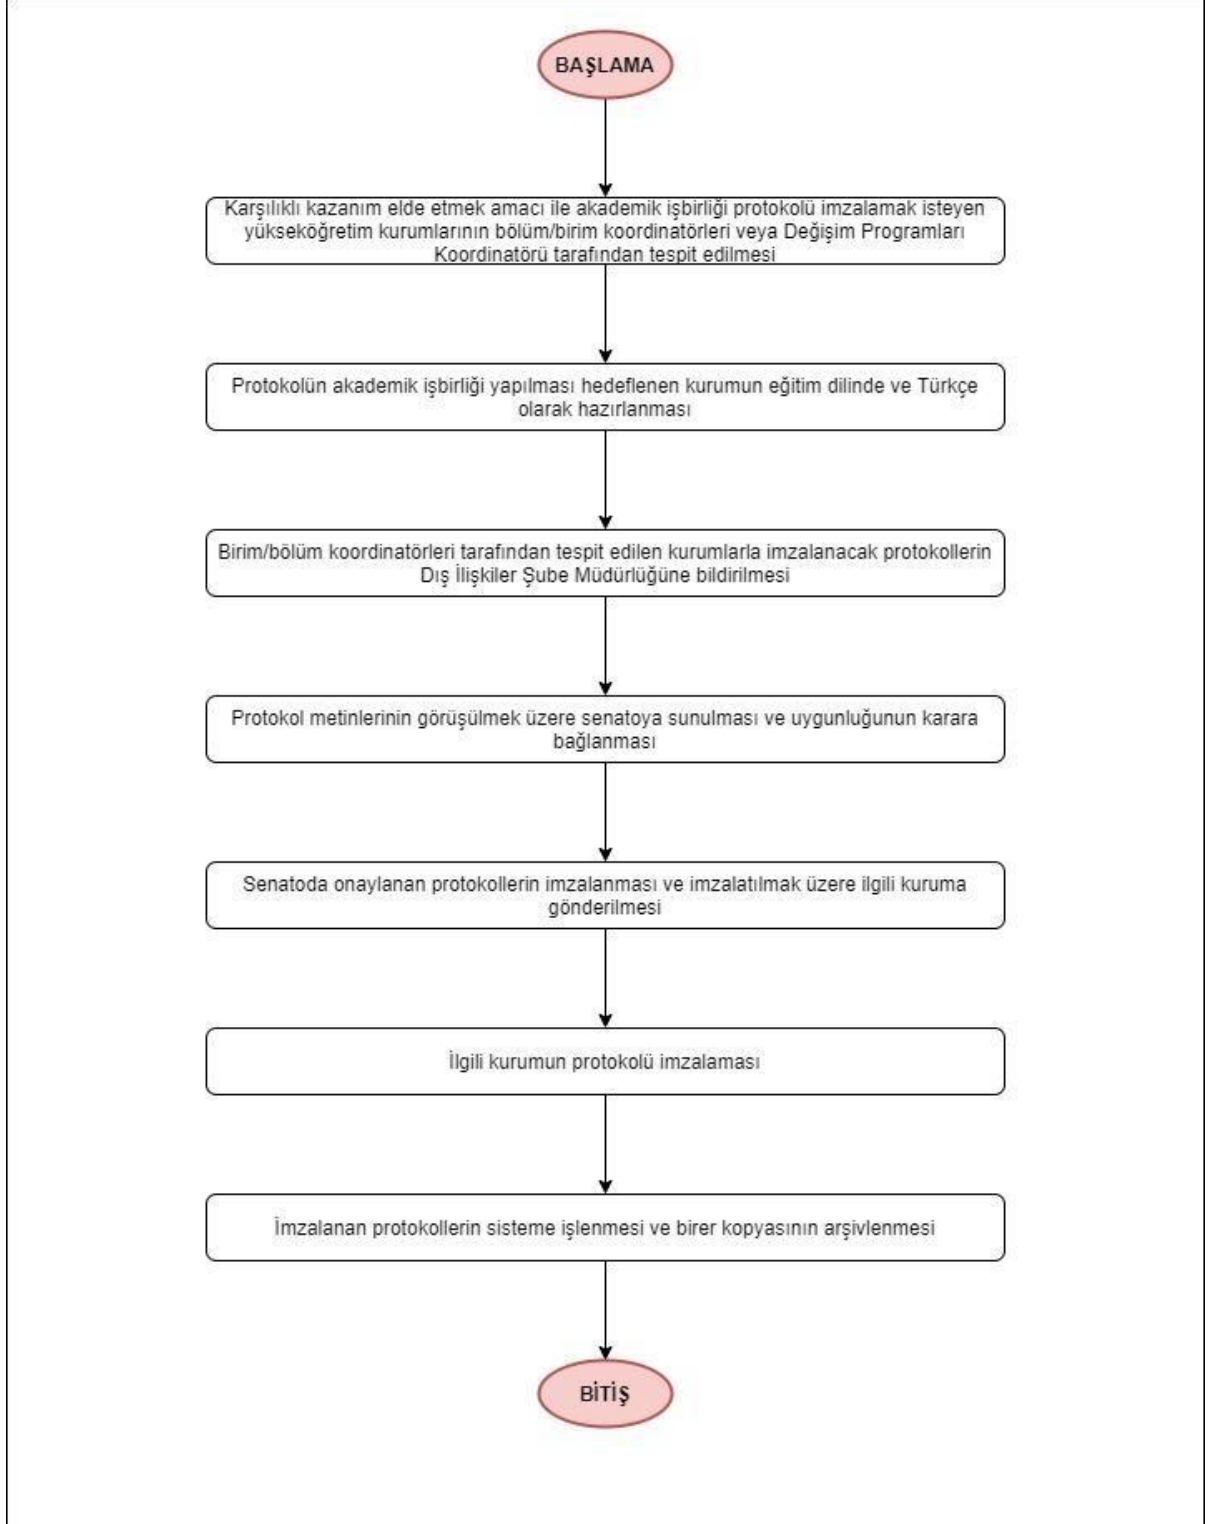 BAŞLAMA
Karşılıklı kazanım elde etmek amacı ile akademik işbirliği protokolü imzalamak isteyen
yükseköğretim kurumlarının bölüm/birim koordinatörleri veya Değişim Programları
Koordinatörü tarafından tespit edilmesi
Protokolün akademik işbirliği yapılması hedeflenen kurumun eğitim dilinde ve Türkçe
olarak hazırlanması
Birim/bölüm koordinatörleri tarafından tespit edilen kurumlarla imzalanacak protokollerin
Dış İlişkiler Şube Müdürlüğüne bildirilmesi
Protokol metinlerinin görüşülmek üzere senatoya sunulması ve uygunluğunun karara
bağlanması
Senatoda onaylanan protokollerin imzalanması ve imzalatılmak üzere ilgili kuruma
gönderilmesi
İlgili kurumun protokolü imzalaması
İmzalanan protokollerin sisteme işlenmesi ve birer kopyasının arşivlenmesi
BİTİŞ